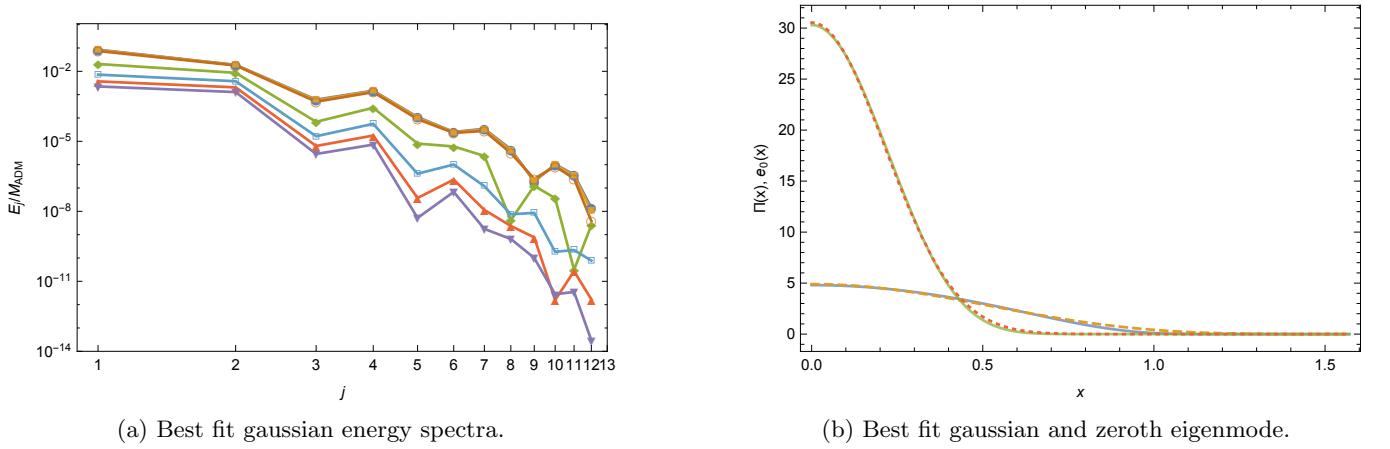 10⁻²
10⁻⁵
10⁻⁸
10⁻¹¹
10⁻¹⁴
E_j/M_ADM
1 2 3 4 5 6 7 8 9 10 11 12 13
j
(a) Best fit gaussian energy spectra.
30
25
20
15
10
5
0
Π(x), e₀(x)
0.0 0.5 1.0 1.5
x
(b) Best fit gaussian and zeroth eigenmode.